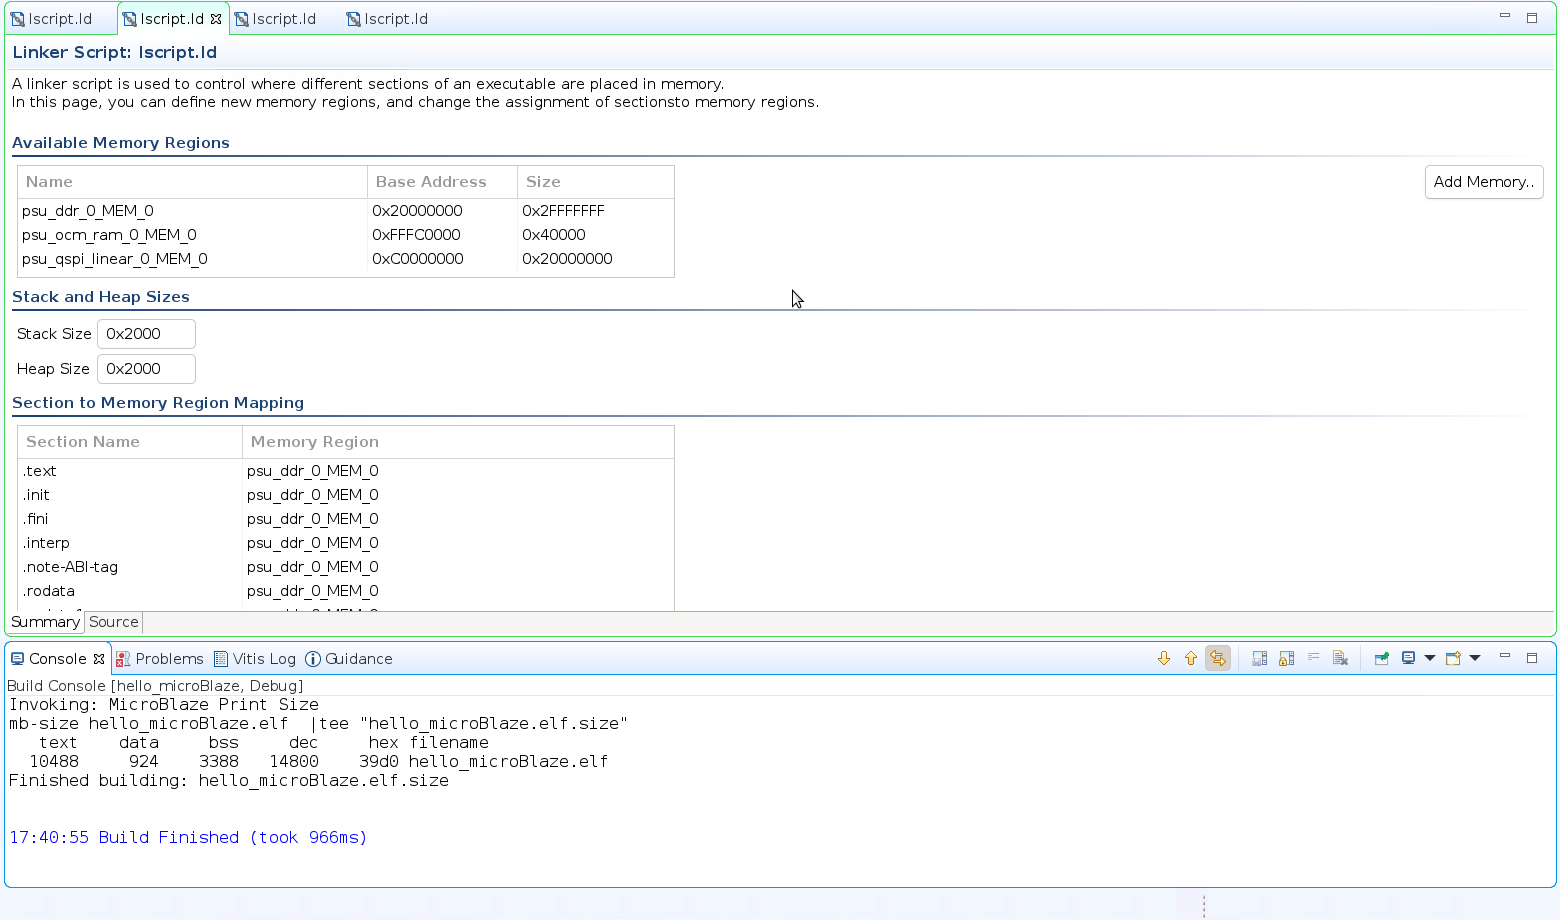 lscript.ld lscript.ld lscript.ld lscript.ld
Linker Script: lscript.ld
A linker script is used to control where different sections of an executable are placed in memory.
In this page, you can define new memory regions, and change the assignment of sectionsto memory regions.
Available Memory Regions
Name Base Address Size
Add Memory..
psu_ddr_0_MEM_0 0x20000000 0x2FFFFFFF
psu_ocm_ram_0_MEM_0 0xFFFC0000 0x40000
psu_qspi_linear_0_MEM_0 0xC0000000 0x20000000
Stack and Heap Sizes
Stack Size 0x2000
Heap Size 0x2000
Section to Memory Region Mapping
Section Name Memory Region
.text psu_ddr_0_MEM_0
.init psu_ddr_0_MEM_0
.fini psu_ddr_0_MEM_0
.interp psu_ddr_0_MEM_0
.note-ABI-tag psu_ddr_0_MEM_0
.rodata psu_ddr_0_MEM_0
Summary Source
Console Problems Vitis Log Guidance
Build Console [hello_microBlaze, Debug]
Invoking: MicroBlaze Print Size
mb-size hello_microBlaze.elf  |tee "hello_microBlaze.elf.size"
text data bss dec hex filename
10488 924 3388 14800 39d0 hello_microBlaze.elf
Finished building: hello_microBlaze.elf.size
17:40:55 Build Finished (took 966ms)